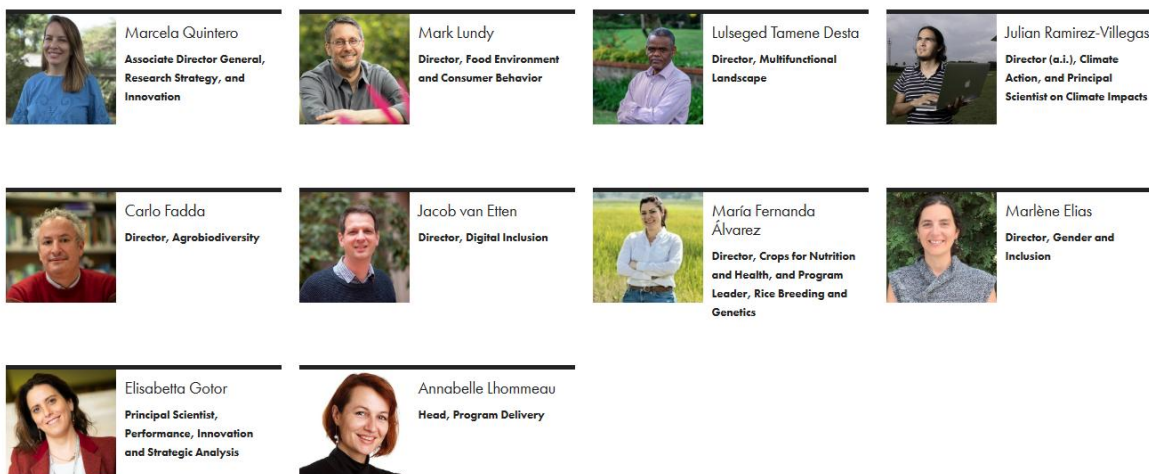 Marcela Quintero
Associate Director General,
Research Strategy, and
Innovation
Mark Lundy
Director, Food Environment
and Consumer Behavior
Lulseged Tamene Desta
Director, Multifunctional
Landscape
Julian Ramirez-Villegas
Director (a.i.), Climate
Action, and Principal
Scientist on Climate Impacts
Carlo Fadda
Director, Agrobiodiversity
Jacob van Etten
Director, Digital Inclusion
María Fernanda
Álvarez
Director, Crops for Nutrition
and Health, and Program
Leader, Rice Breeding and
Genetics
Marlène Elias
Director, Gender and
Inclusion
Elisabetta Gotor
Principal Scientist,
Performance, Innovation
and Strategic Analysis
Annabelle Lhommeau
Head, Program Delivery